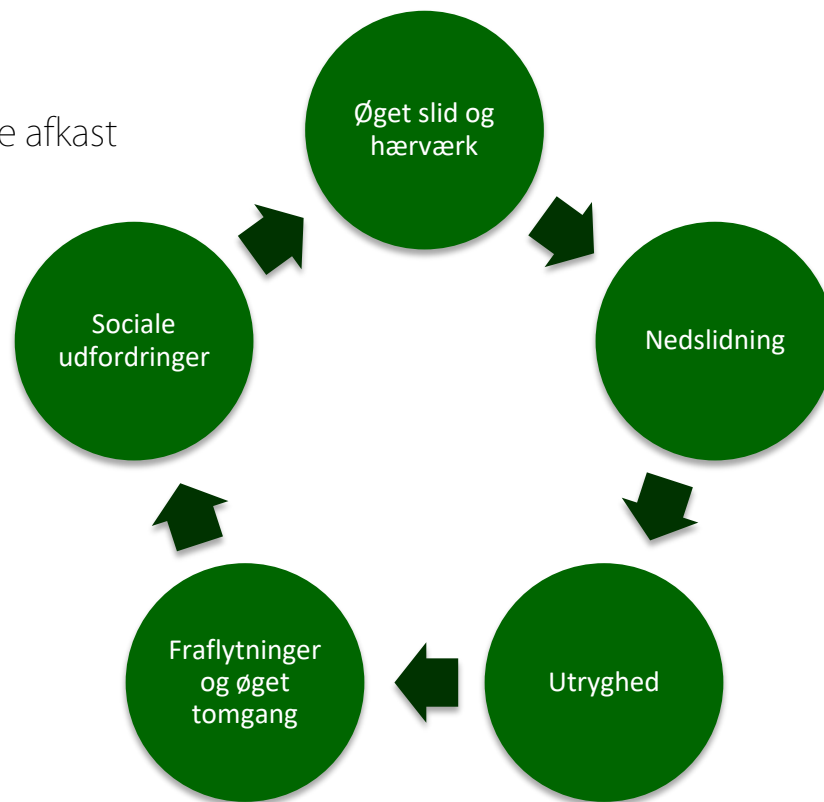 e afkast
Øget slid og
hærværk
Nedslidning
Utryghed
Fraflytninger
og øget
tomgang
Sociale
udfordringer